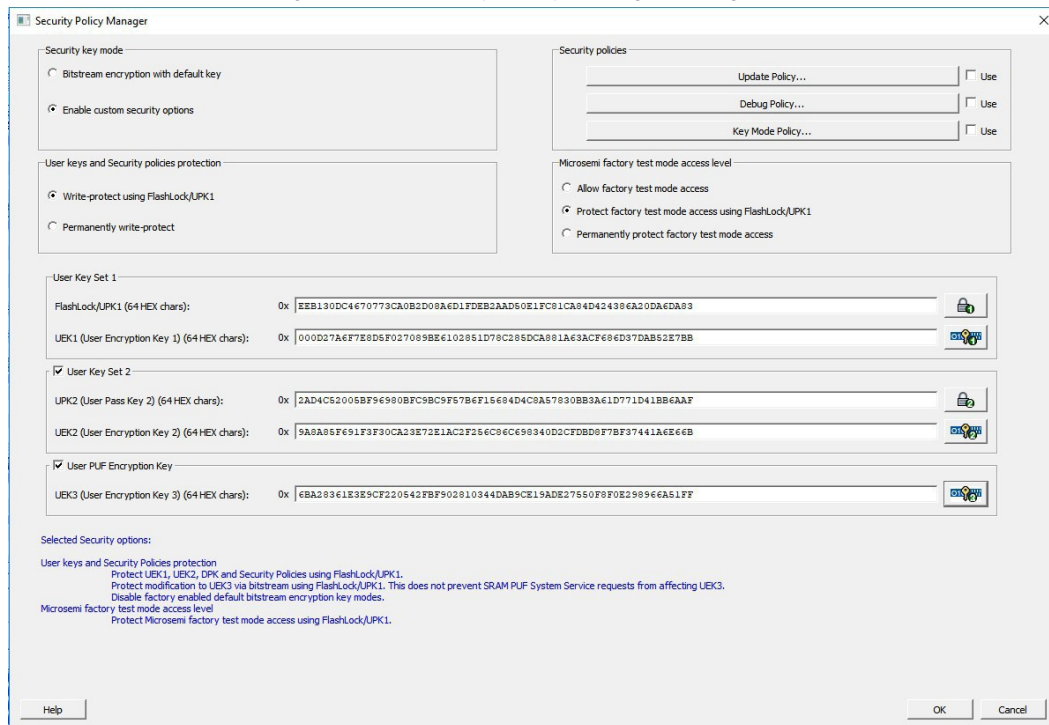 Security Policy Manager
Security key mode
Bitstream encryption with default key
Enable custom security options
Security policies
Update Policy... Use
Debug Policy... Use
Key Mode Policy... Use
User keys and Security policies protection
Write-protect using FlashLock/UPK1
Permanently write-protect
Microsemi factory test mode access level
Allow factory test mode access
Protect factory test mode access using FlashLock/UPK1
Permanently protect factory test mode access
User Key Set 1
FlashLock/UPK1 (64 HEX chars): 0x EEB130DC4670773CA0B2D08A6D1FDEB2AAD50E1FC81CA84D424386A20DA6DA83
UEK1 (User Encryption Key 1) (64 HEX chars): 0x 000D27A6F7E8D5F027089BE6102851D78C285DCA881A63ACF686D37DAB52E7BB
User Key Set 2
UPK2 (User Pass Key 2) (64 HEX chars): 0x 2AD4C52005BF96980BFC9BC9F57B6F15684D4C8A57830BB3A61D771D41BB6AAF
UEK2 (User Encryption Key 2) (64 HEX chars): 0x 9A8A85F691F3F30CA23E72E1AC2F256C86C698340D2CFDBD8F7BF37441A6E66B
User PUF Encryption Key
UEK3 (User Encryption Key 3) (64 HEX chars): 0x 6BA28361E3E9CF220542FBF902810344DAB9CE19ADE27550F8F0E298966A51FF
Selected Security options:
User keys and Security Policies protection
Protect UEK1, UEK2, DPK and Security Policies using FlashLock/UPK1.
Protect modification to UEK3 via bitstream using FlashLock/UPK1. This does not prevent SRAM PUF System Service requests from affecting UEK3.
Disable factory enabled default bitstream encryption key modes.
Microsemi factory test mode access level
Protect Microsemi factory test mode access using FlashLock/UPK1.
Help OK Cancel